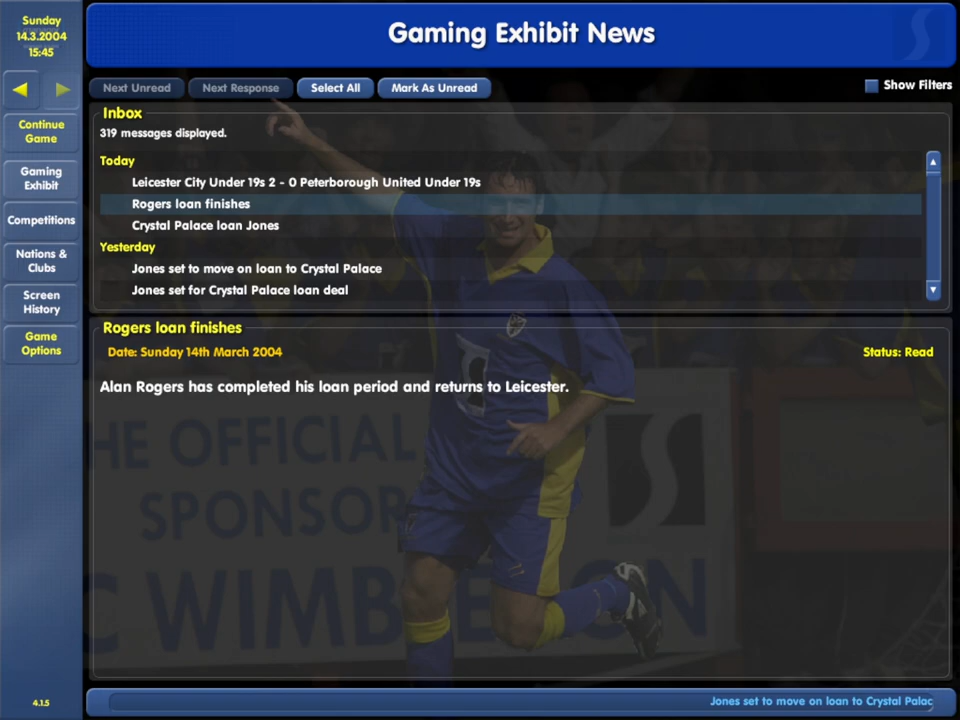 Sunday
14.3.2004
15:45
Gaming Exhibit News
Next Unread
Next Response
Select All
Mark As Unread
Show Filters
Continue
Game
Gaming
Exhibit
Competitions
Nations &
Clubs
Screen
History
Game
Options
Inbox
319 messages displayed.
Today
Leicester City Under 19s 2 - 0 Peterborough United Under 19s
Rogers loan finishes
Crystal Palace loan Jones
Yesterday
Jones set to move on loan to Crystal Palace
Jones set for Crystal Palace loan deal
Rogers loan finishes
Date: Sunday 14th March 2004
Status: Read
Alan Rogers has completed his loan period and returns to Leicester.
HE OFFICIAL
SPONSOR
C WIMBLEDON
4.1.5
Jones set to move on loan to Crystal Palac